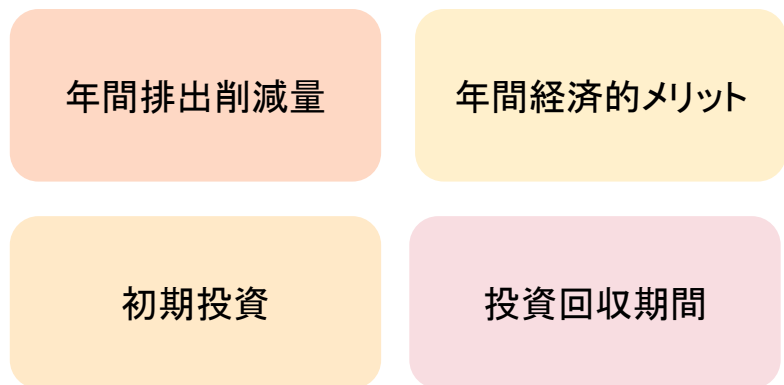 年間排出削減量
年間経済的メリット
初期投資
投資回収期間